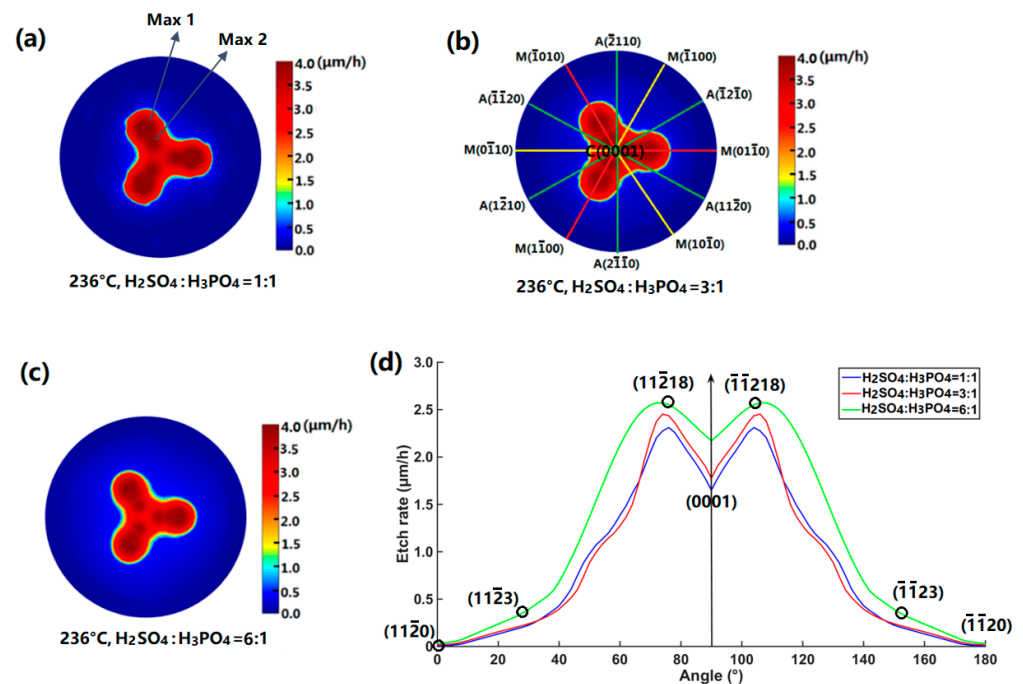 (a)
Max 1
Max 2
4.0 (μm/h)
3.5
3.0
2.5
2.0
1.5
1.0
0.5
0.0
236°C, H₂SO₄ : H₃PO₄ = 1:1
(b)
A(2̄110)
M(1̄010)
M(1̄100)
A(1̄1̄20)
A(1̄21̄0)
M(01̄10)
C(0001)
M(011̄0)
A(12̄10)
A(112̄0)
M(11̄00)
M(101̄0)
A(21̄1̄0)
4.0 (μm/h)
3.5
3.0
2.5
2.0
1.5
1.0
0.5
0.0
236°C, H₂SO₄ : H₃PO₄ = 3:1
(c)
4.0 (μm/h)
3.5
3.0
2.5
2.0
1.5
1.0
0.5
0.0
236°C, H₂SO₄ : H₃PO₄ = 6:1
(d)
3.0
2.5
2.0
1.5
1.0
0.5
0
Etch rate (μm/h)
(112̄18)
(1̄1̄218)
H₂SO₄:H₃PO₄=1:1
H₂SO₄:H₃PO₄=3:1
H₂SO₄:H₃PO₄=6:1
(0001)
(112̄3)
(1̄1̄23)
(112̄0)
(1̄1̄20)
0
20
40
60
80
100
120
140
160
180
Angle (°)